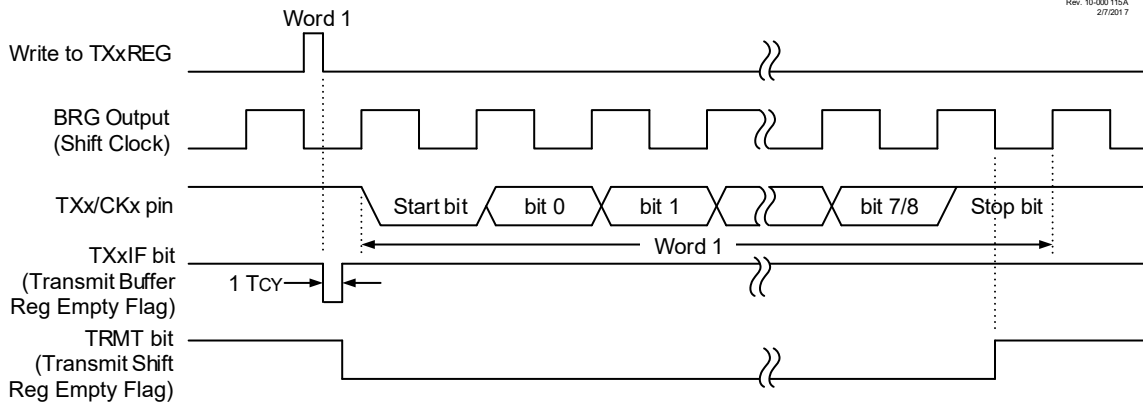 Rev. 10-000 115A
2/7/201 7
Word 1
Write to TXxREG
BRG Output
(Shift Clock)
TXx/CKx pin
Start bit
bit 0
bit 1
bit 7/8
Stop bit
Word 1
TXxIF bit
(Transmit Buffer
Reg Empty Flag)
1 TCY
TRMT bit
(Transmit Shift
Reg Empty Flag)